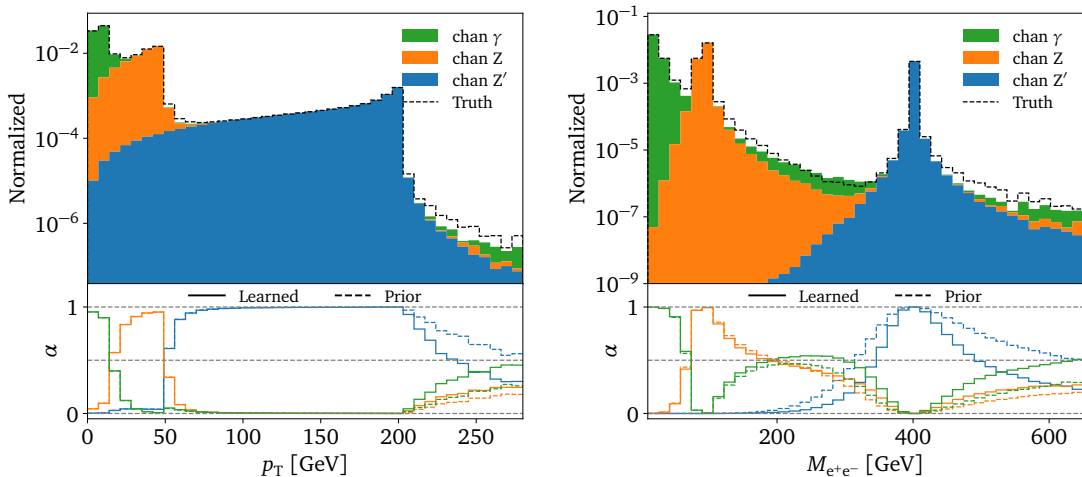 Normalized
10⁻²
10⁻⁴
10⁻⁶
chan γ
chan Z
chan Z′
Truth
Learned
Prior
α
1
0
0
50
100
150
200
250
p_T [GeV]
Normalized
10⁻¹
10⁻³
10⁻⁵
10⁻⁷
10⁻⁹
chan γ
chan Z
chan Z′
Truth
Learned
Prior
α
1
0
200
400
600
M_{e⁺e⁻} [GeV]